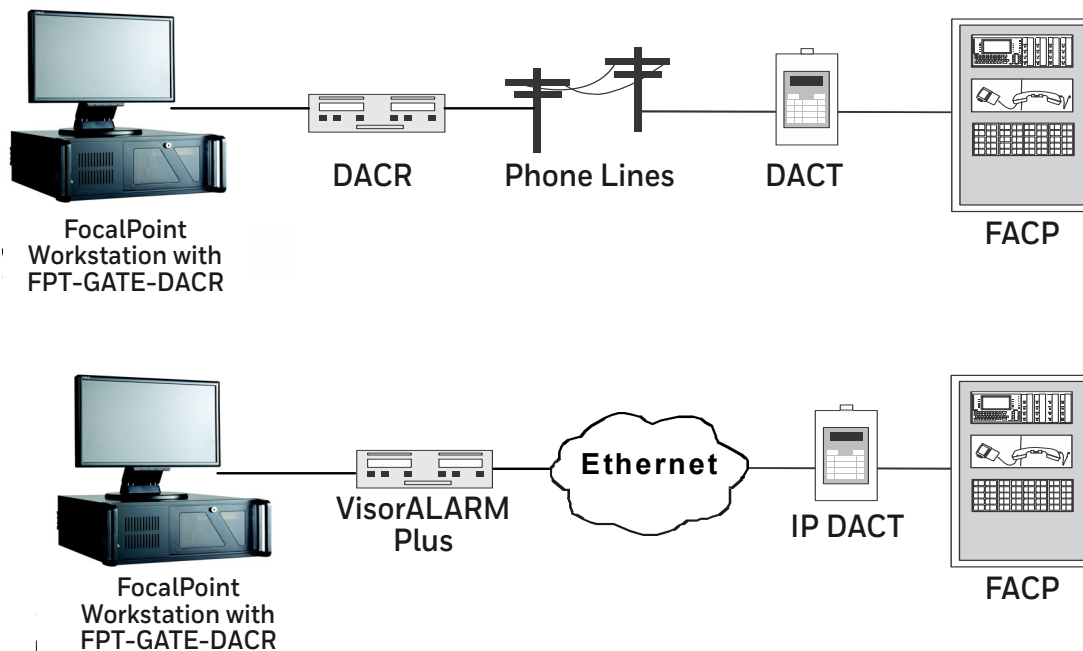 DACR
Phone Lines
DACT
FACP
FocalPoint
Workstation with
FPT-GATE-DACR
Ethernet
VisorALARM
Plus
IP DACT
FACP
FocalPoint
Workstation with
FPT-GATE-DACR